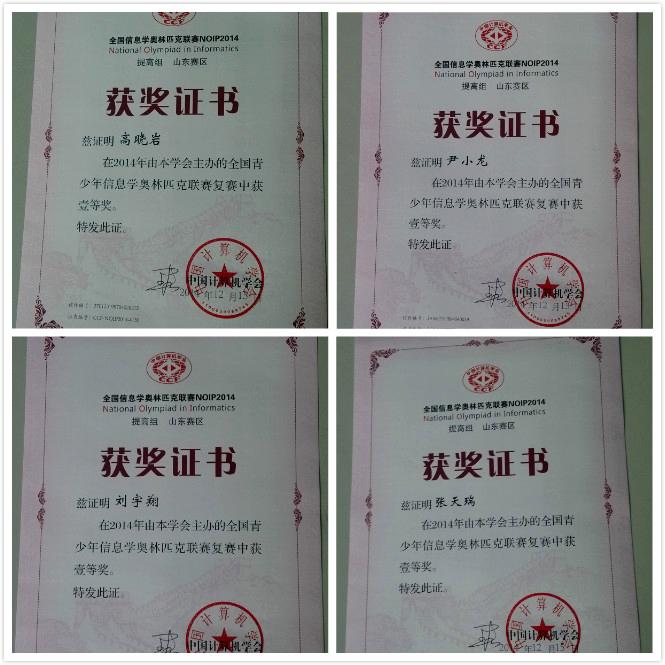 全国信息学奥林匹克联赛NOIP2014
National Olympiad in Informatics
提高组 山东赛区
获奖证书
兹证明 高晓岩
在2014年由本学会主办的全国青
少年信息学奥林匹克联赛复赛中获
壹等奖。
特发此证。
中国计算机学会
全国信息学奥林匹克联赛NOIP2014
National Olympiad in Informatics
提高组 山东赛区
获奖证书
兹证明 尹小龙
在2014年由本学会主办的全国青
少年信息学奥林匹克联赛复赛中获
壹等奖。
特发此证。
中国计算机学会
中国计算机学会
CCF
全国信息学奥林匹克联赛NOIP2014
National Olympiad in Informatics
提高组 山东赛区
获奖证书
兹证明 刘宇翔
在2014年由本学会主办的全国青
少年信息学奥林匹克联赛复赛中获
壹等奖。
特发此证。
中国计算机学会
中国计算机学会
CCF
全国信息学奥林匹克联赛NOIP2014
National Olympiad in Informatics
提高组 山东赛区
获奖证书
兹证明 张天瑞
在2014年由本学会主办的全国青
少年信息学奥林匹克联赛复赛中获
壹等奖。
特发此证。
中国计算机学会